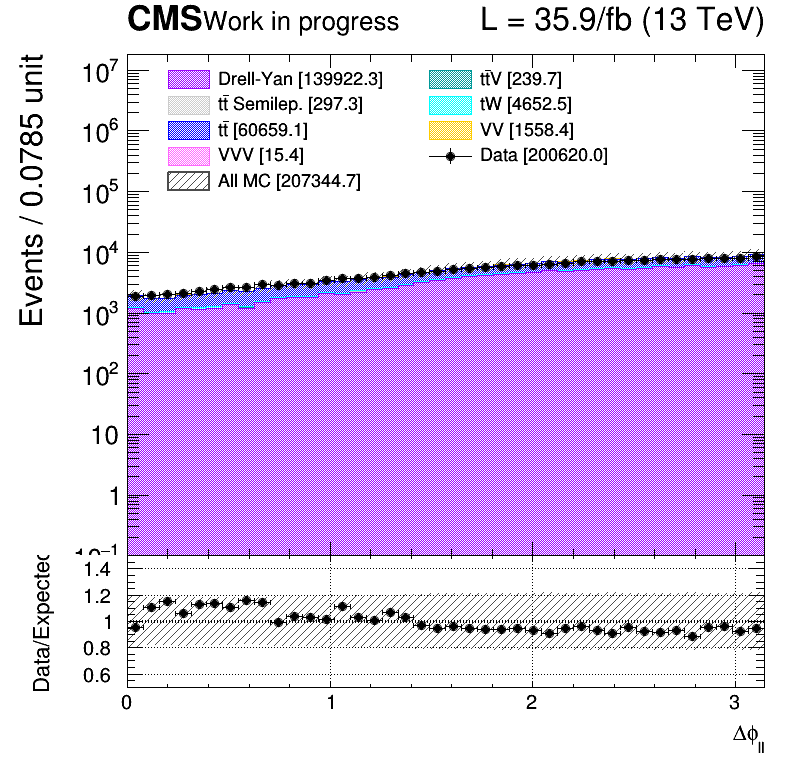 CMS Work in progress L = 35.9/fb (13 TeV)
Events / 0.0785 unit
10⁷
10⁶
10⁵
10⁴
10³
10²
10
1
10⁻¹
Drell-Yan [139922.3]
tt̄ Semilep. [297.3]
tt̄ [60659.1]
VVV [15.4]
All MC [207344.7]
tt̄V [239.7]
tW [4652.5]
VV [1558.4]
Data [200620.0]
Data/Expected
1.4
1.2
1
0.8
0.6
0 1 2 3
Δϕ_ll